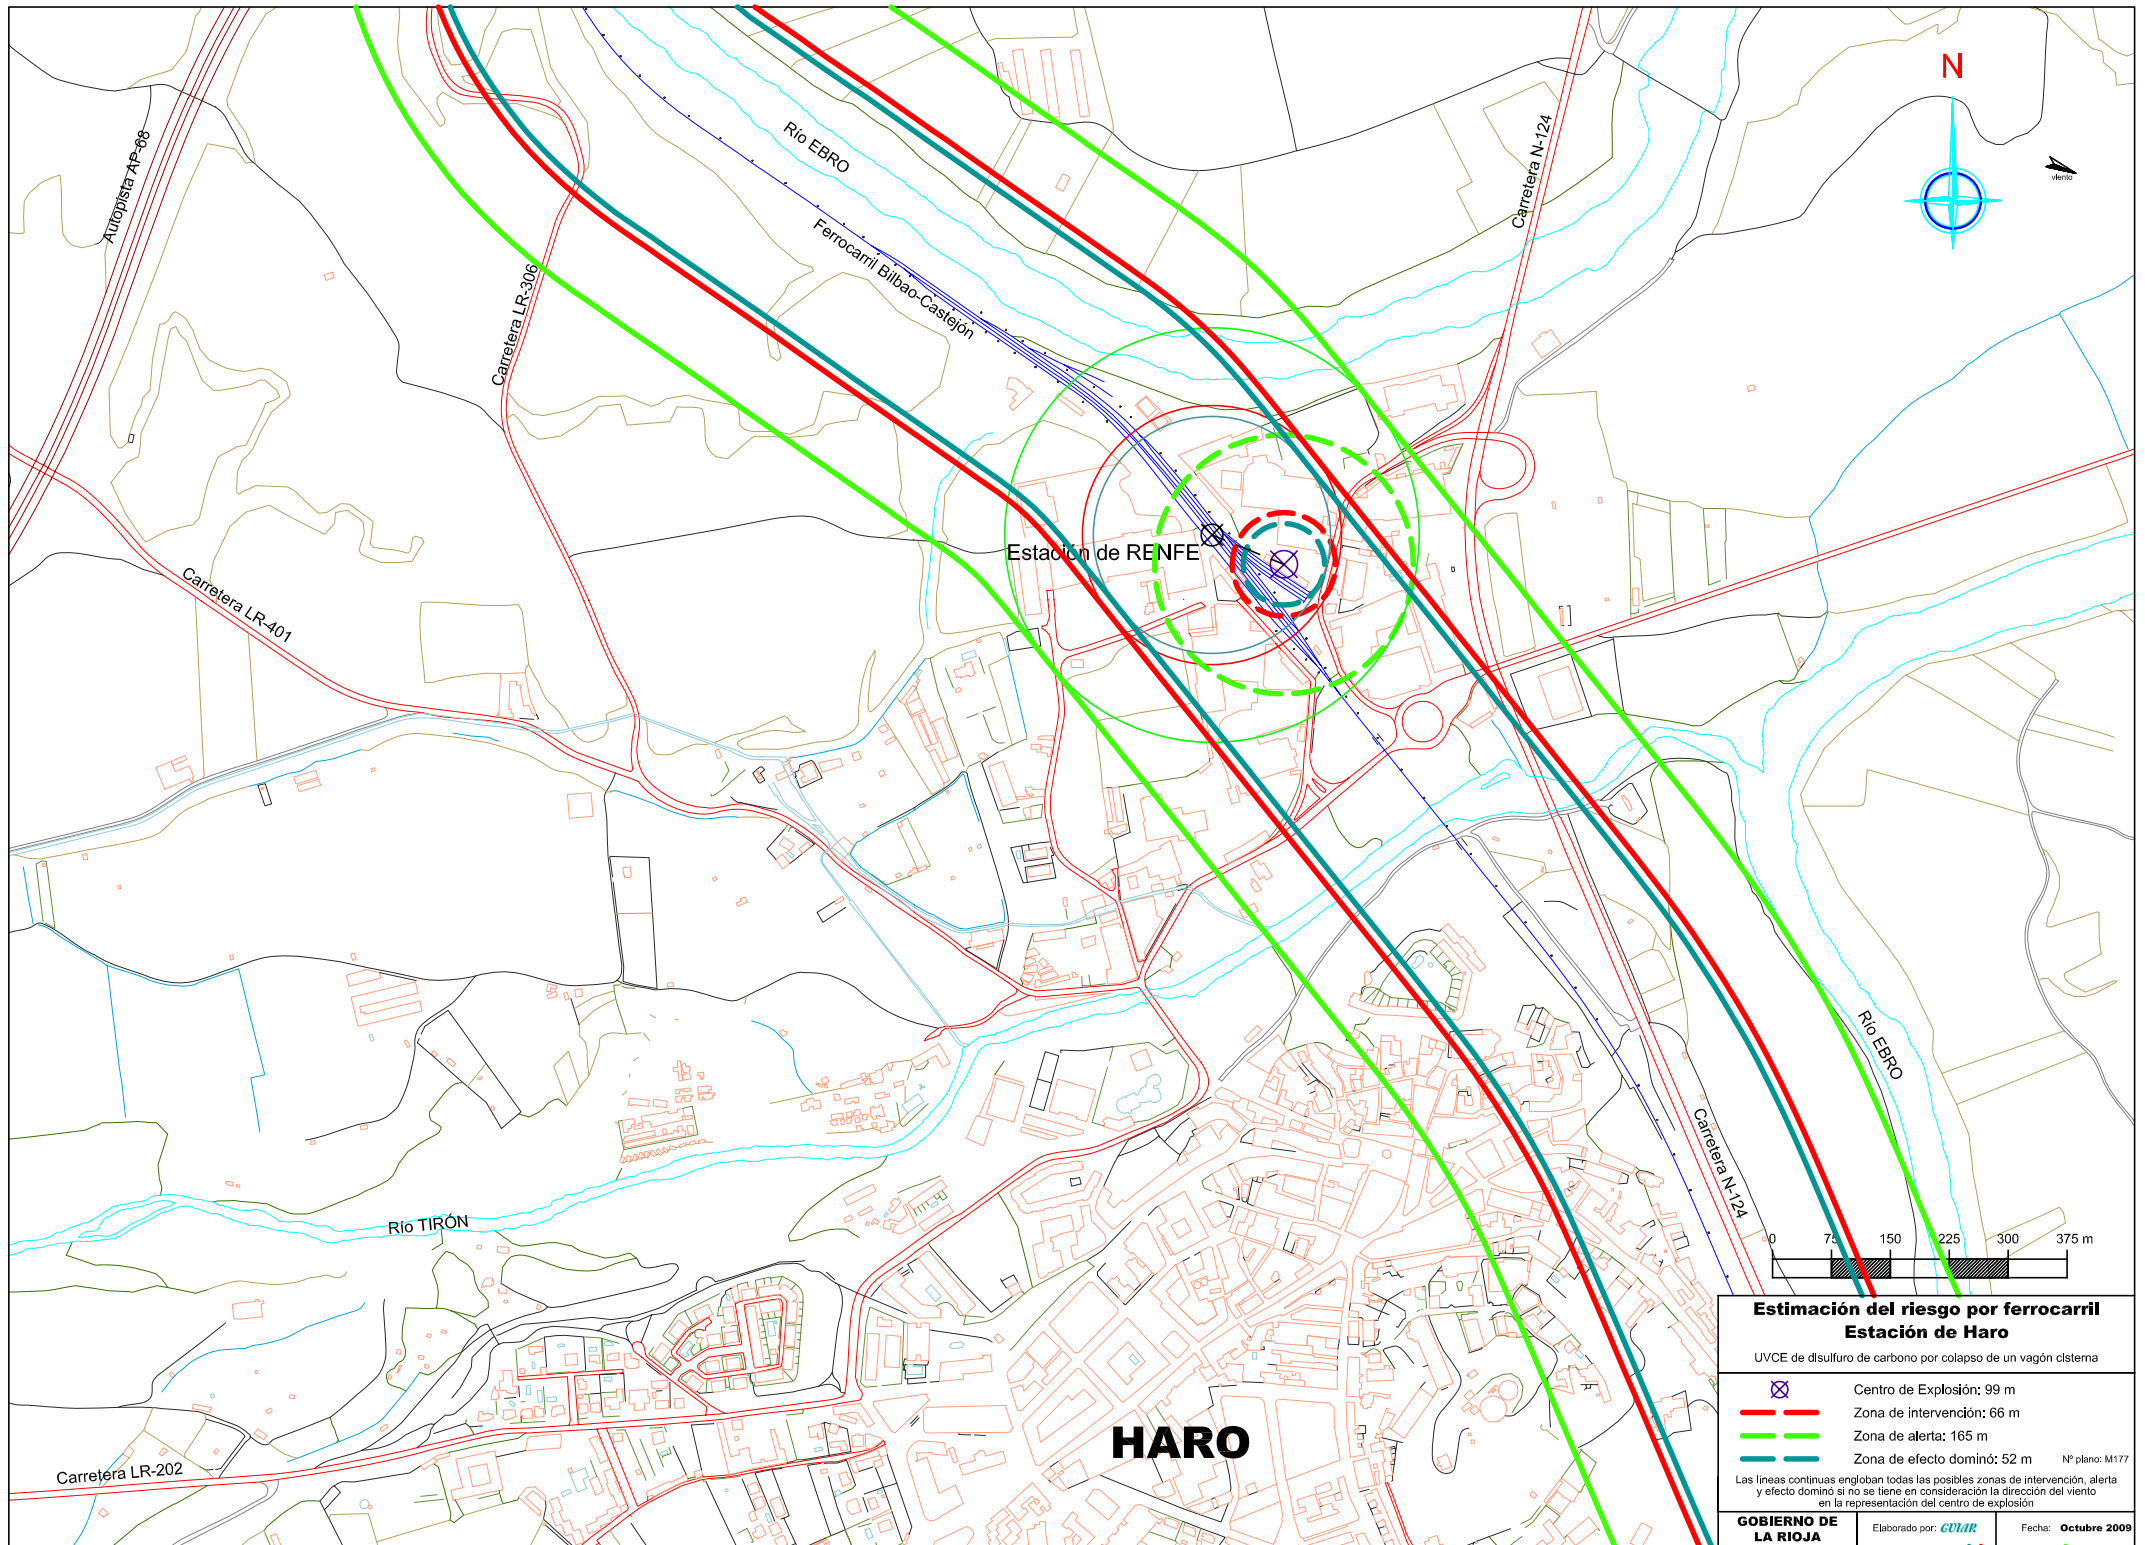 N
viento
Autopista AP-68
Río EBRO
Carretera N-124
Ferrocarril Bilbao-Castejón
Carretera LR-306
Estación de RENFE
Carretera LR-401
Río EBRO
Carretera N-124
Río TIRÓN
HARO
Carretera LR-202
0 75 150 225 300 375 m
Estimación del riesgo por ferrocarril
Estación de Haro
UVCE de disulfuro de carbono por colapso de un vagón cisterna
Centro de Explosión: 99 m
Zona de intervención: 66 m
Zona de alerta: 165 m
Zona de efecto dominó: 52 m
Nº plano: M177
Las líneas continuas engloban todas las posibles zonas de intervención, alerta
y efecto dominó si no se tiene en consideración la dirección del viento
en la representación del centro de explosión
GOBIERNO DE
LA RIOJA
Elaborado por: GUIAR
Fecha: Octubre 2009